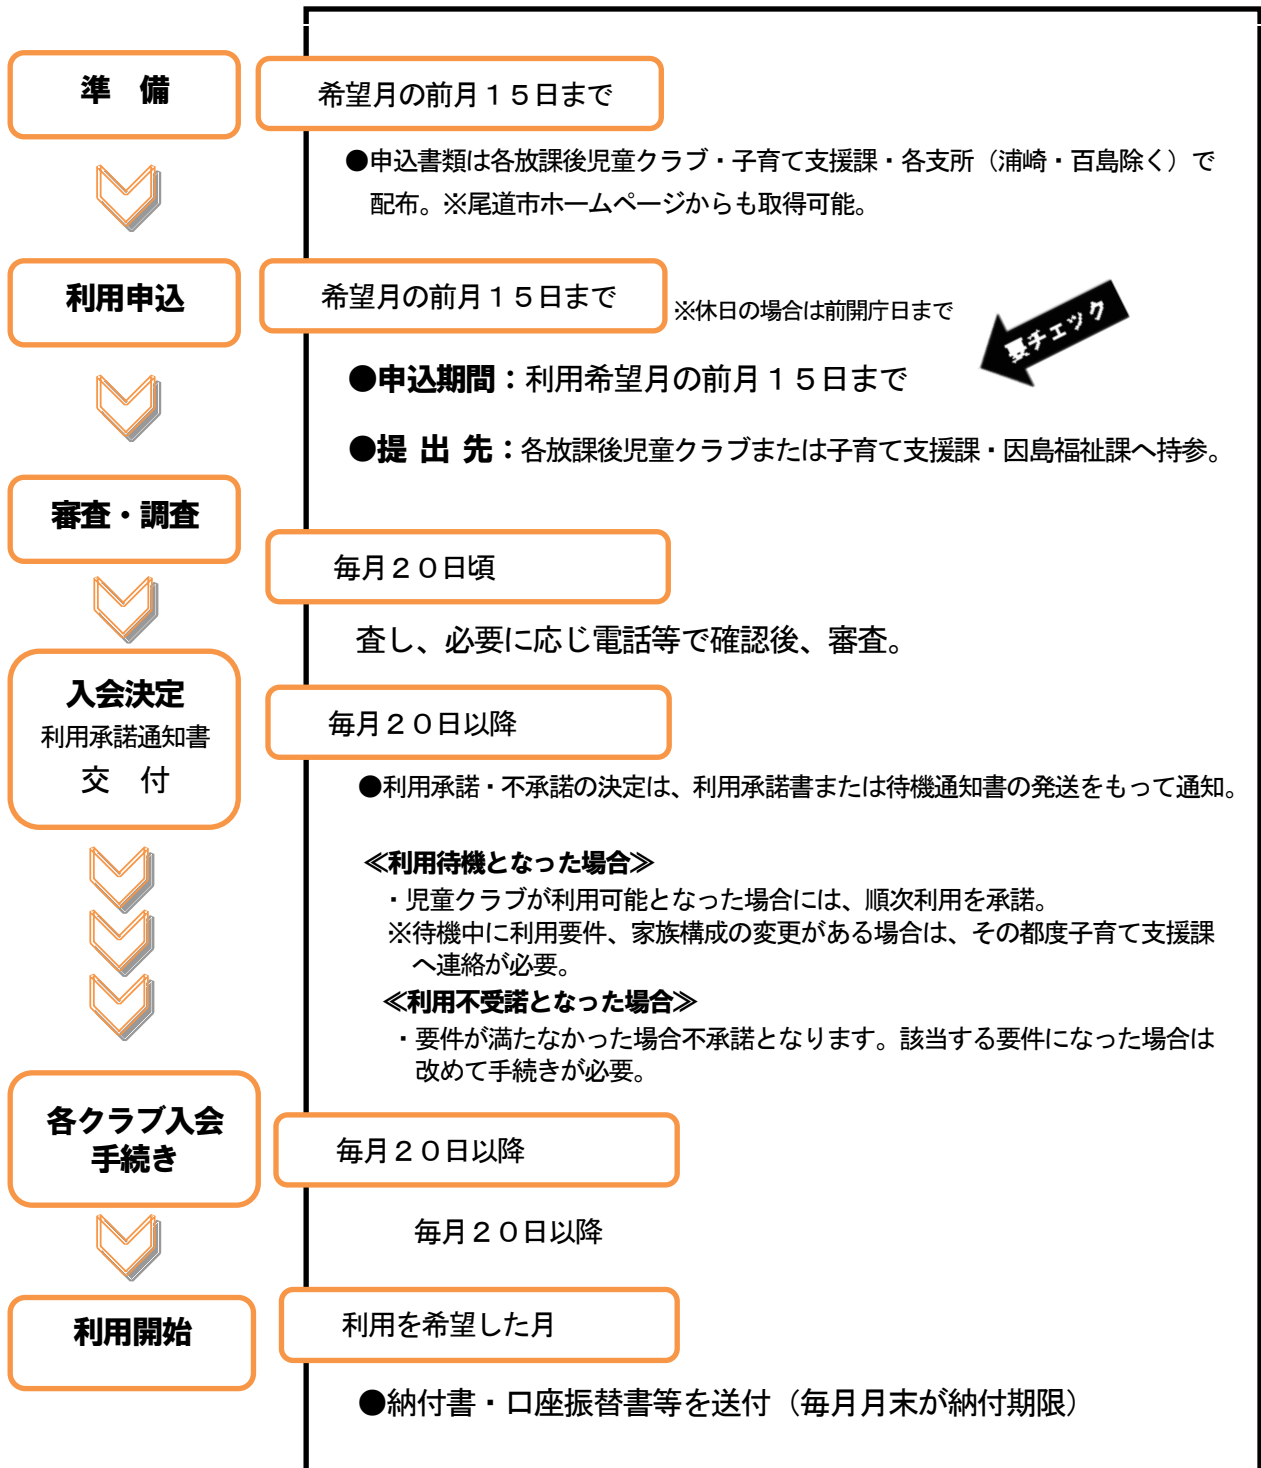 準　備
希望月の前月１５日まで
●申込書類は各放課後児童クラブ・子育て支援課・各支所（浦崎・百島除く）で
配布。※尾道市ホームページからも取得可能。
利用申込
希望月の前月１５日まで
※休日の場合は前開庁日まで
要チェック
●申込期間：利用希望月の前月１５日まで
●提 出 先：各放課後児童クラブまたは子育て支援課・因島福祉課へ持参。
審査・調査
毎月２０日頃
査し、必要に応じ電話等で確認後、審査。
入会決定
利用承諾通知書
交　付
毎月２０日以降
●利用承諾・不承諾の決定は、利用承諾書または待機通知書の発送をもって通知。
≪利用待機となった場合≫
・児童クラブが利用可能となった場合には、順次利用を承諾。
※待機中に利用要件、家族構成の変更がある場合は、その都度子育て支援課
へ連絡が必要。
≪利用不受諾となった場合≫
・要件が満たなかった場合不承諾となります。該当する要件になった場合は
改めて手続きが必要。
各クラブ入会
手続き
毎月２０日以降
毎月２０日以降
利用開始
利用を希望した月
●納付書・口座振替書等を送付（毎月月末が納付期限）